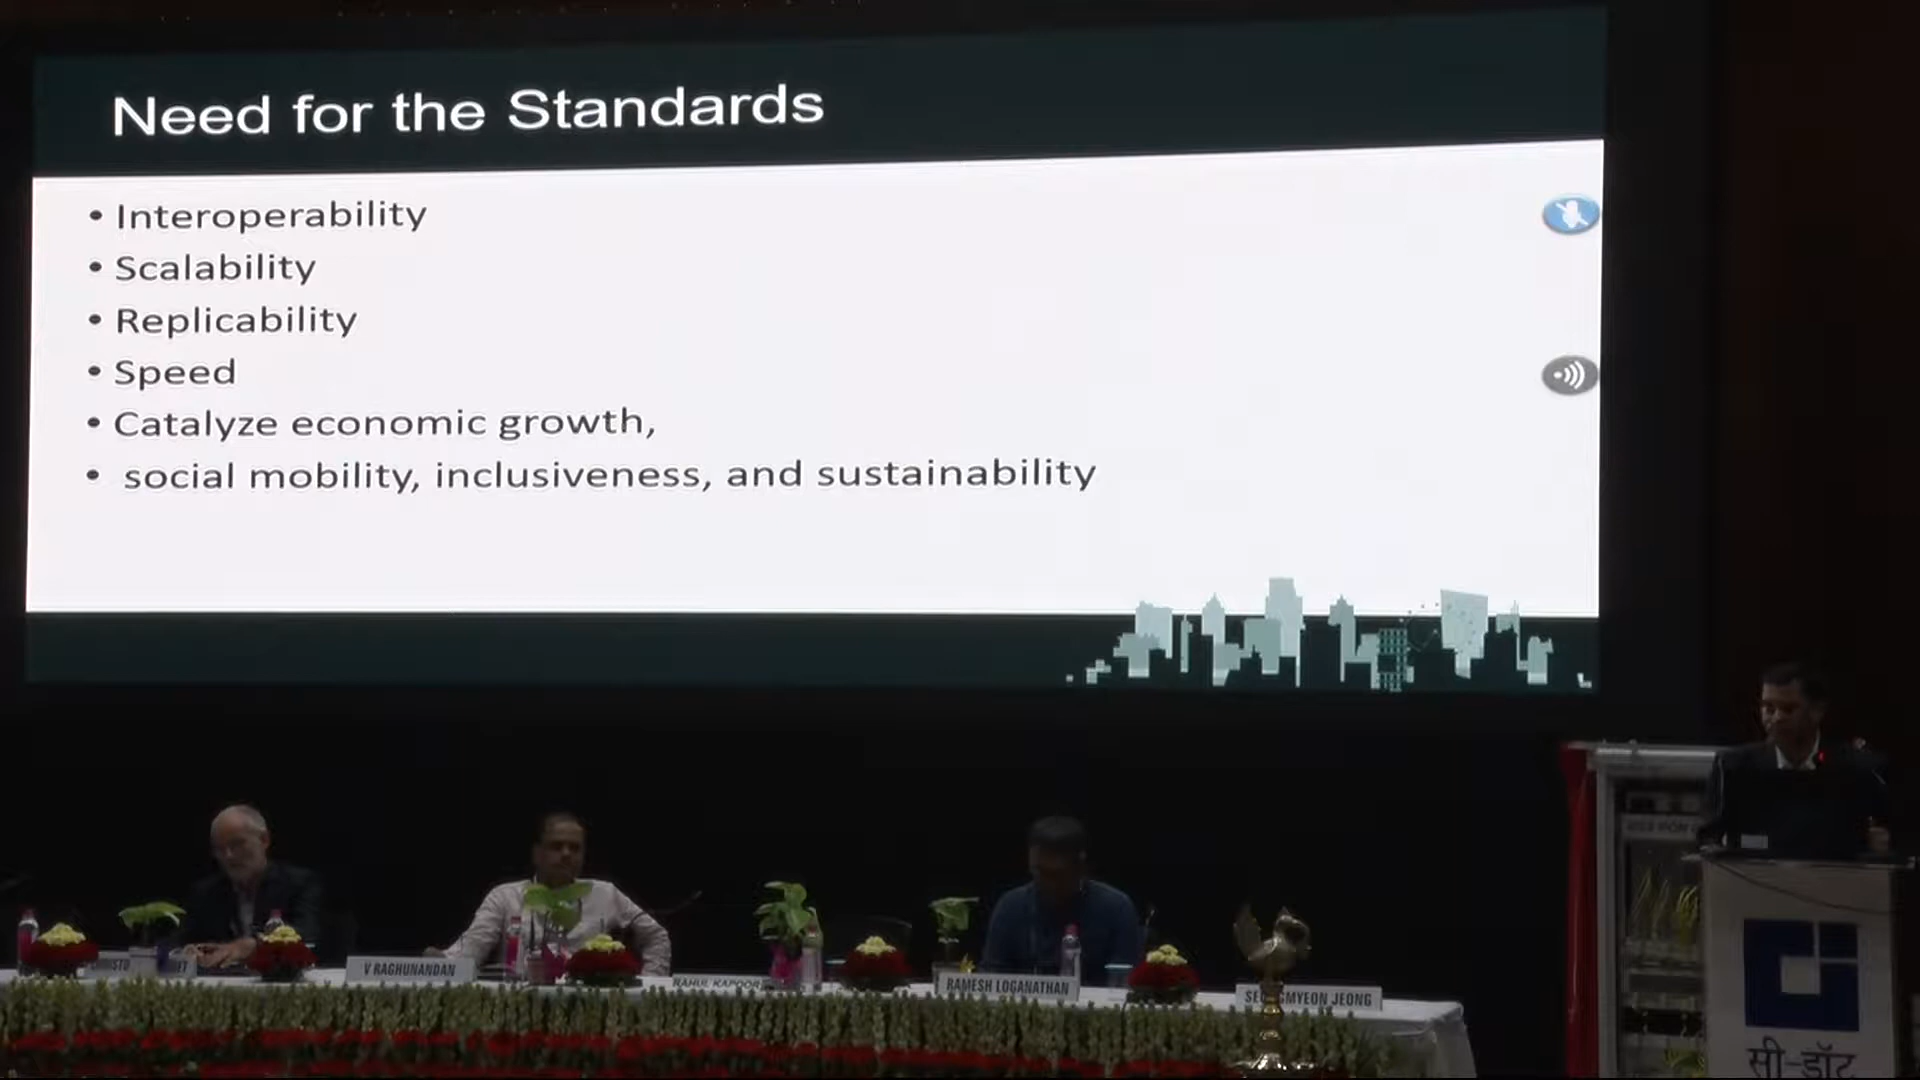 Need for the Standards
• Interoperability
• Scalability
• Replicability
• Speed
• Catalyze economic growth,
• social mobility, inclusiveness, and sustainability
V RAGHUNANDAN
RAHUL KAPOOR
RAMESH LOGANATHAN
JEONG
सी-डॉट